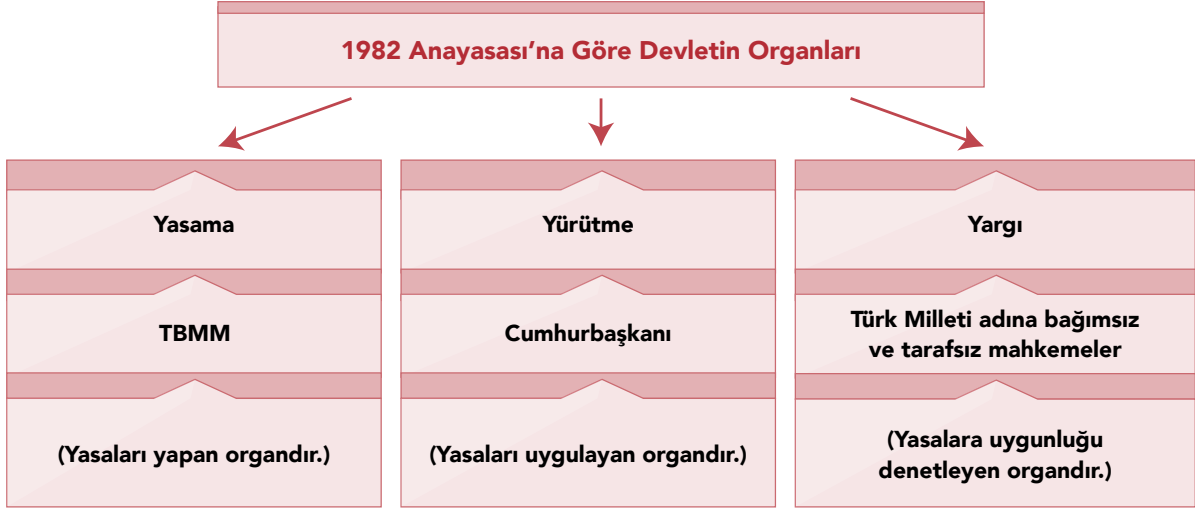 1982 Anayasası’na Göre Devletin Organları
Yasama
TBMM
(Yasaları yapan organdır.)
Yürütme
Cumhurbaşkanı
(Yasaları uygulayan organdır.)
Yargı
Türk Milleti adına bağımsız
ve tarafsız mahkemeler
(Yasalara uygunluğu
denetleyen organdır.)